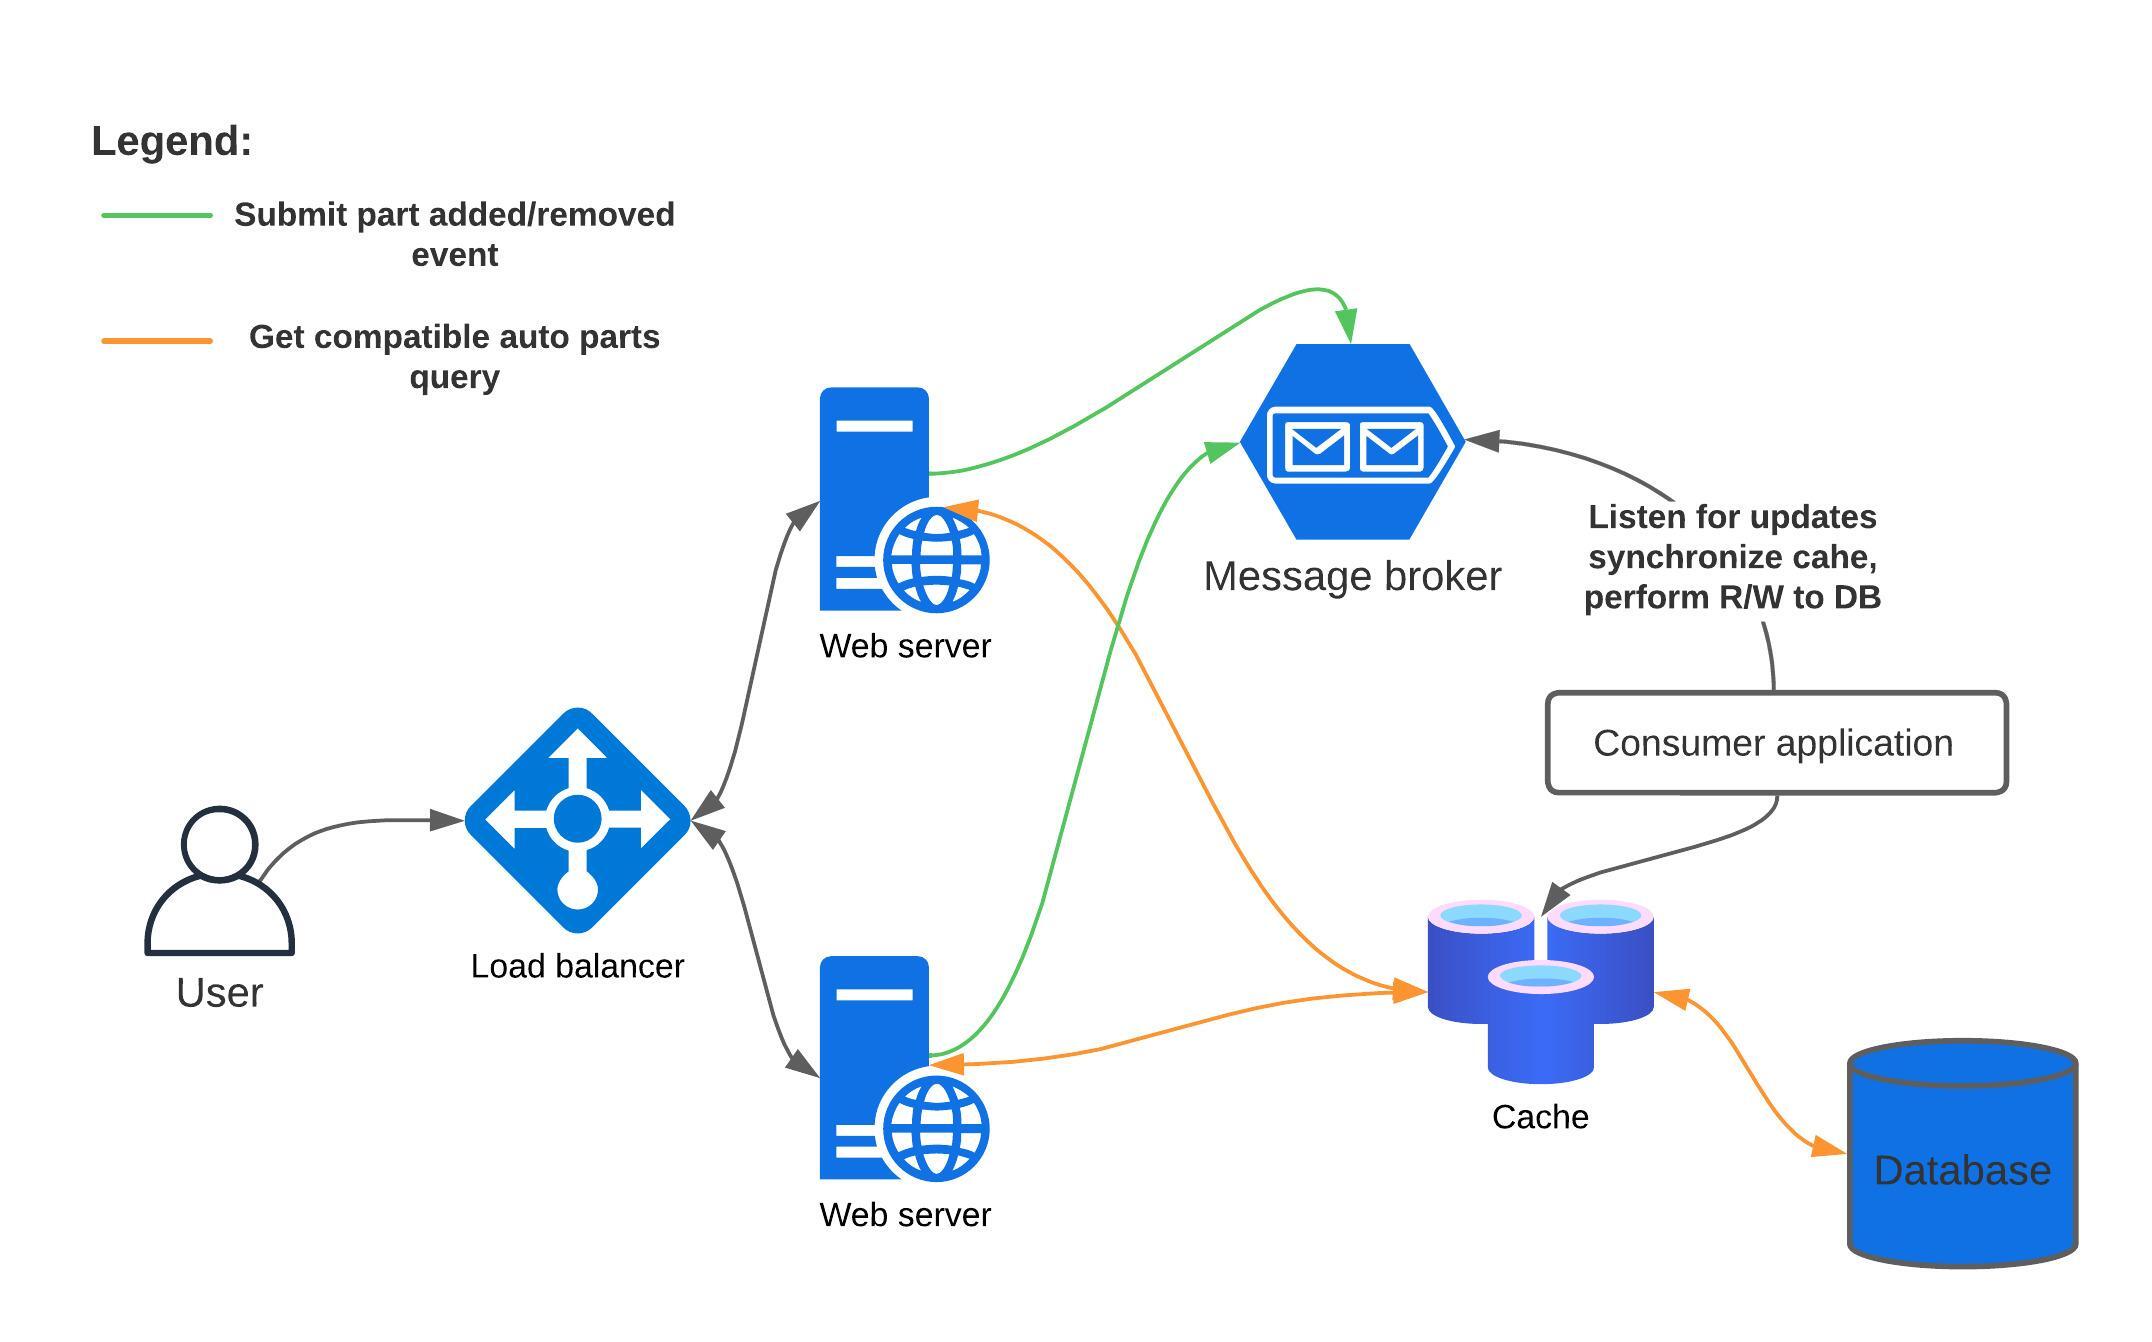 Legend:
Submit part added/removed
event
Get compatible auto parts
query
Message broker
Listen for updates
synchronize cahe,
perform R/W to DB
Web server
Consumer application
Load balancer
User
Cache
Database
Web server